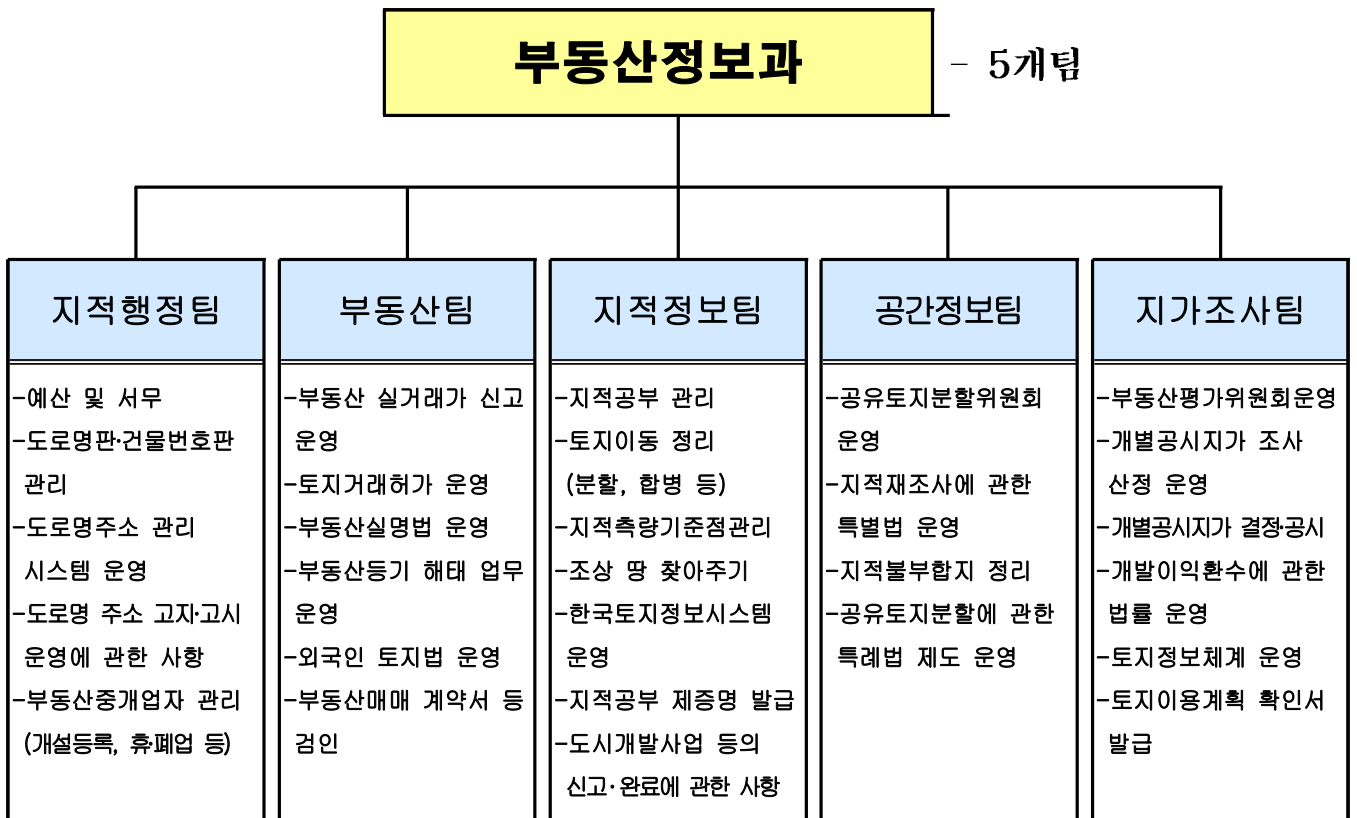 부동산정보과
- 5개팀
지적행정팀
-예산 및 서무
-도로명판·건물번호판
관리
-도로명주소 관리
시스템 운영
-도로명 주소 고지·고시
운영에 관한 사항
-부동산중개업자 관리
(개설등록, 휴·폐업 등)
부동산팀
-부동산 실거래가 신고
운영
-토지거래허가 운영
-부동산실명법 운영
-부동산등기 해태 업무
운영
-외국인 토지법 운영
-부동산매매 계약서 등
검인
지적정보팀
-지적공부 관리
-토지이동 정리
(분할, 합병 등)
-지적측량기준점관리
-조상 땅 찾아주기
-한국토지정보시스템
운영
-지적공부 제증명 발급
-도시개발사업 등의
신고·완료에 관한 사항
공간정보팀
-공유토지분할위원회
운영
-지적재조사에 관한
특별법 운영
-지적불부합지 정리
-공유토지분할에 관한
특례법 제도 운영
지가조사팀
-부동산평가위원회운영
-개별공시지가 조사
산정 운영
-개별공시지가 결정·공시
-개발이익환수에 관한
법률 운영
-토지정보체계 운영
-토지이용계획 확인서
발급